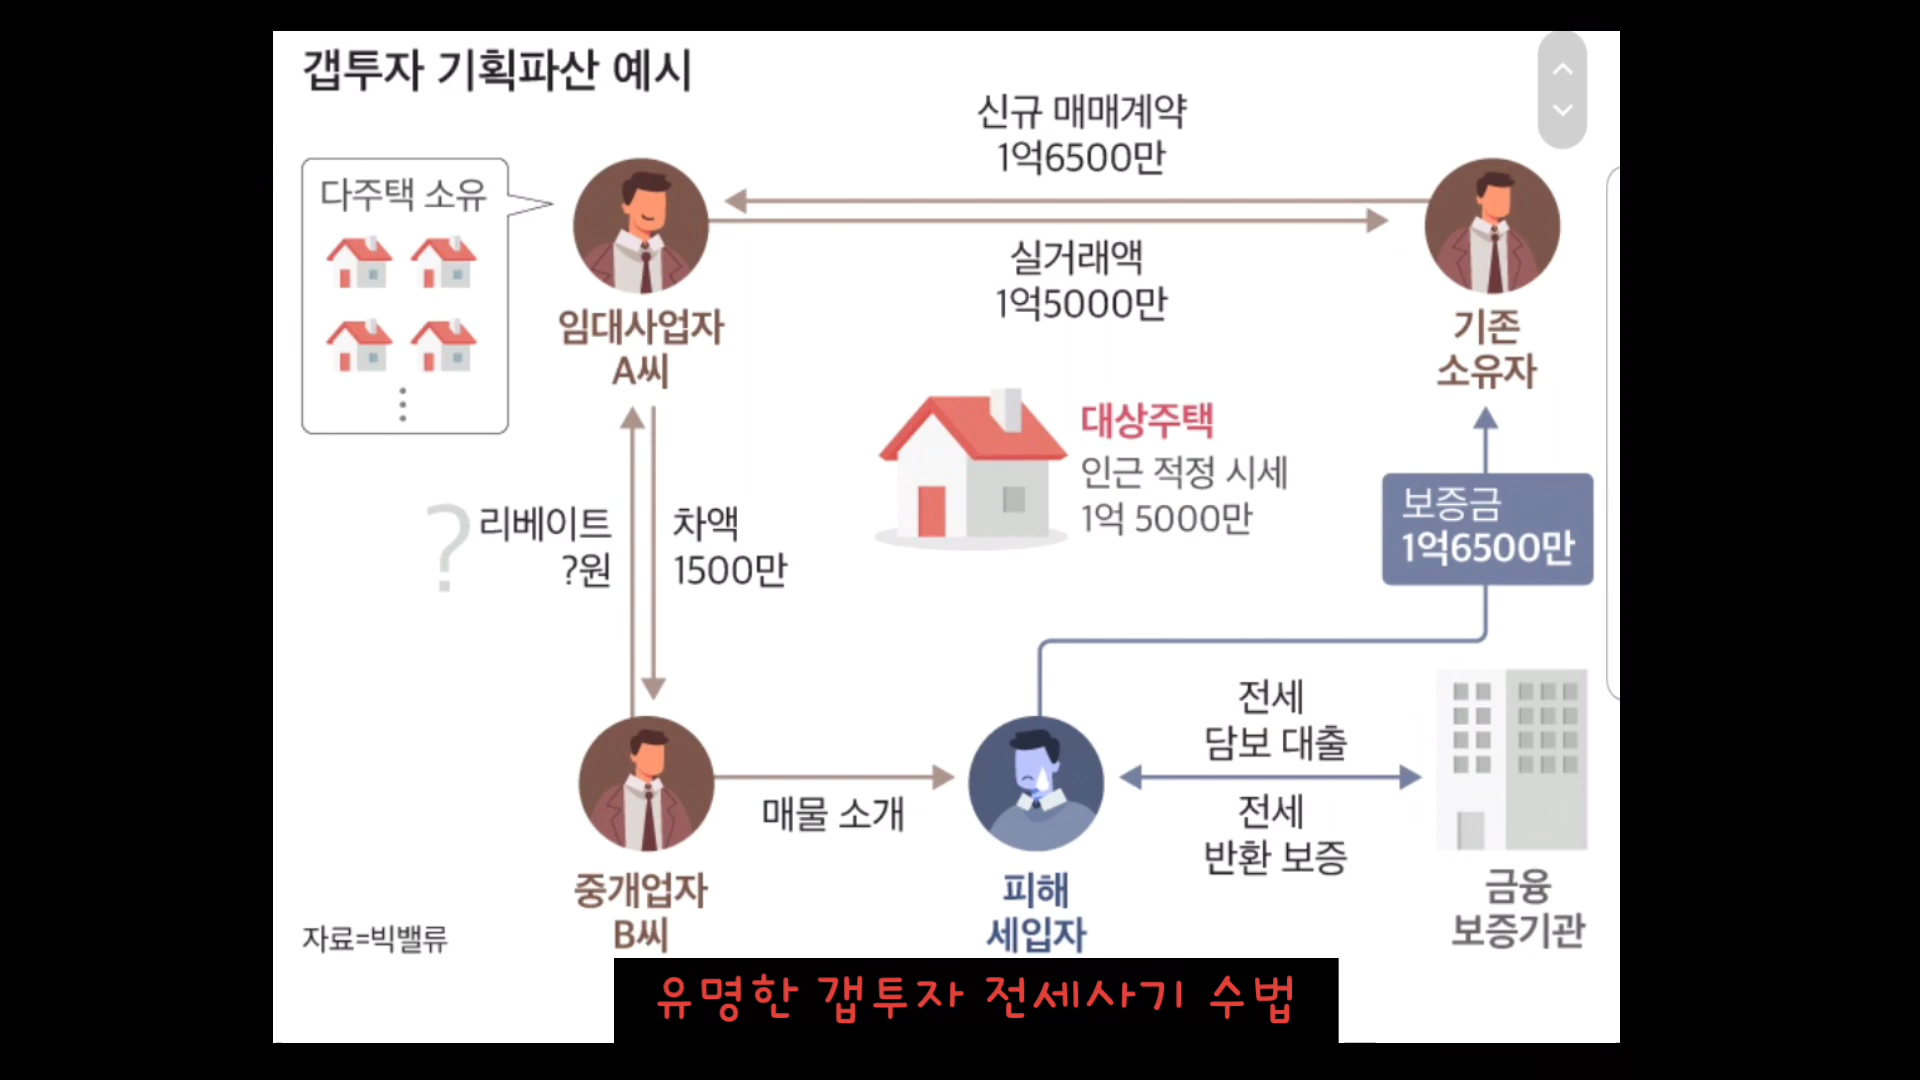 갭투자 기획파산 예시
신규 매매계약
1억6500만
다주택 소유
실거래액
1억5000만
임대사업자
A씨
기존
소유자
대상주택
인근 적정 시세
1억 5000만
보증금
1억6500만
?
리베이트
?원
차액
1500만
전세
담보 대출
매물 소개
전세
반환 보증
중개업자
B씨
피해
세입자
금융
보증기관
자료=빅밸류
유명한 갭투자 전세사기 수법